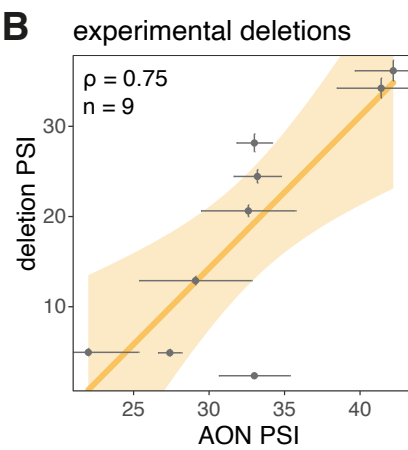 B experimental deletions
ρ = 0.75
n = 9
deletion PSI
30
20
10
25 30 35 40
AON PSI